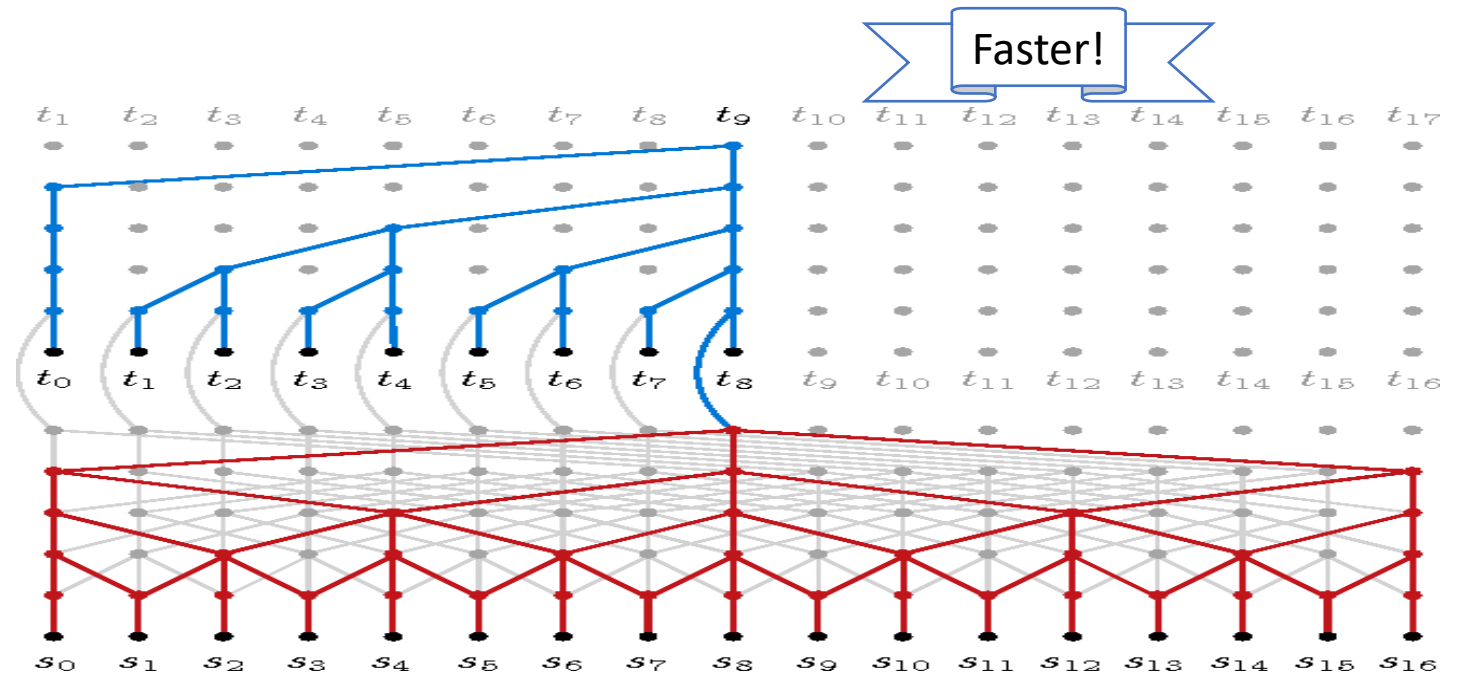 Faster!
t₁ t₂ t₃ t₄ t₅ t₆ t₇ t₈ t₉ t₁₀ t₁₁ t₁₂ t₁₃ t₁₄ t₁₅ t₁₆ t₁₇
t₀ t₁ t₂ t₃ t₄ t₅ t₆ t₇ t₈ t₉ t₁₀ t₁₁ t₁₂ t₁₃ t₁₄ t₁₅ t₁₆
s₀ s₁ s₂ s₃ s₄ s₅ s₆ s₇ s₈ s₉ s₁₀ s₁₁ s₁₂ s₁₃ s₁₄ s₁₅ s₁₆